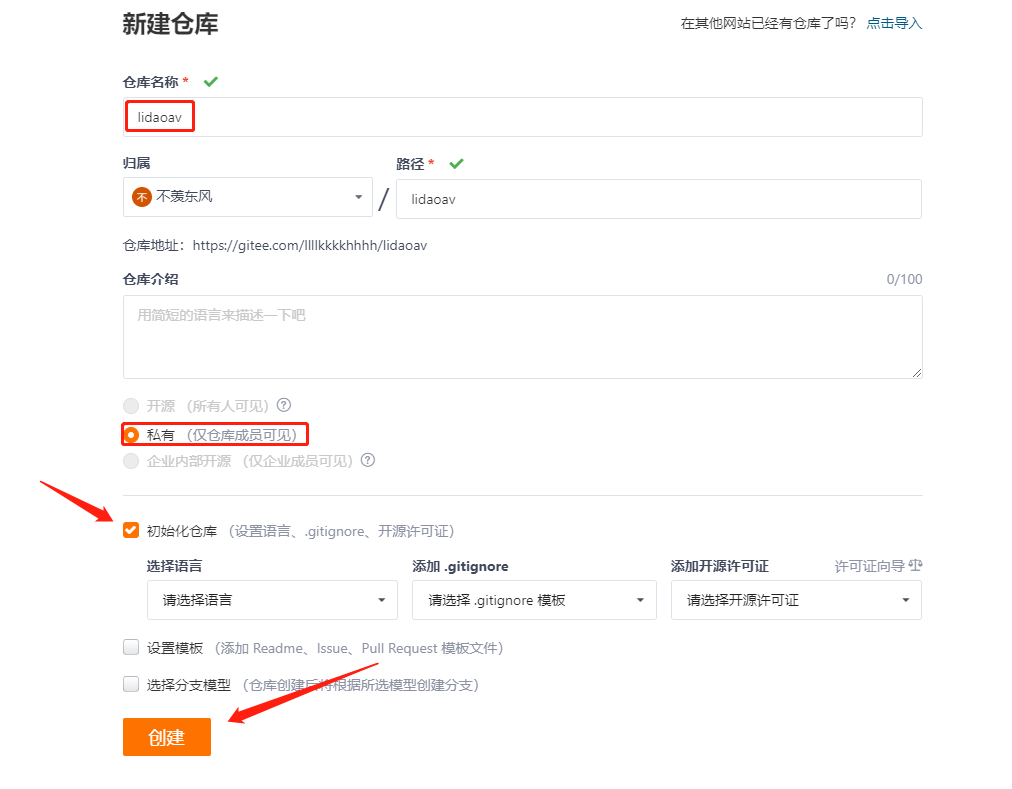 新建仓库
在其他网站已经有仓库了吗? 点击导入
仓库名称 *
lidaoav
归属
路径 *
不 不羡东风
/ lidaoav
仓库地址：https://gitee.com/llllkkkkhhhh/lidaoav
仓库介绍
0/100
用简短的语言来描述一下吧
开源 （所有人可见） ?
私有 （仅仓库成员可见）
企业内部开源 （仅企业成员可见） ?
初始化仓库 （设置语言、.gitignore、开源许可证）
选择语言
添加 .gitignore
添加开源许可证
许可证向导
请选择语言
请选择 .gitignore 模板
请选择开源许可证
设置模板 （添加 Readme、Issue、Pull Request 模板文件）
选择分支模型 （仓库创建后将根据所选模型创建分支）
创建